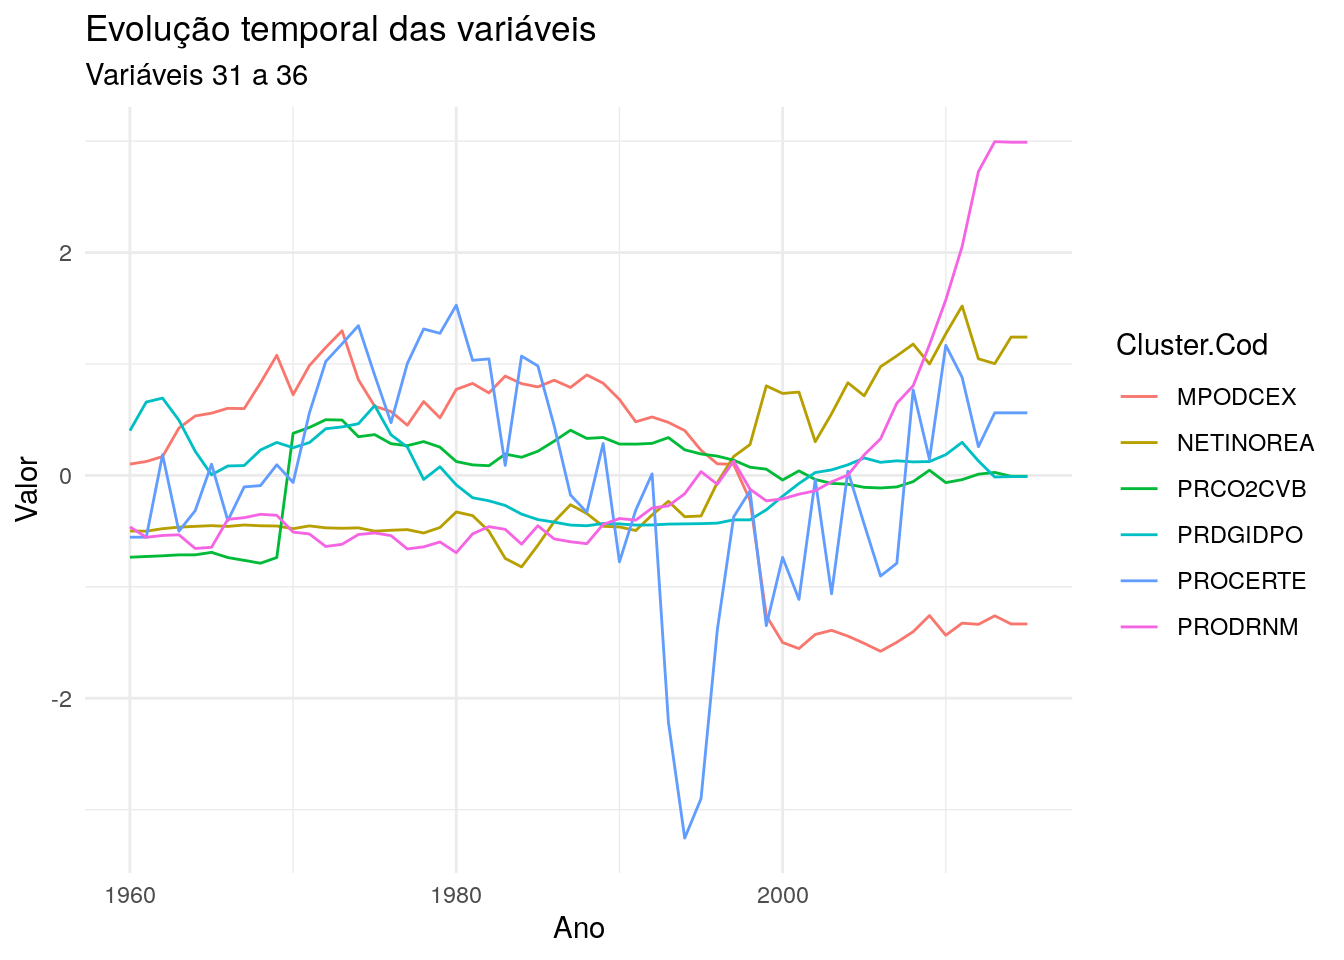 Evolução temporal das variáveis
Variáveis 31 a 36
Valor
2
0
-2
1960
1980
2000
Ano
Cluster.Cod
MPODCEX
NETINOREA
PRCO2CVB
PRDGIDPO
PROCERTE
PRODRNM